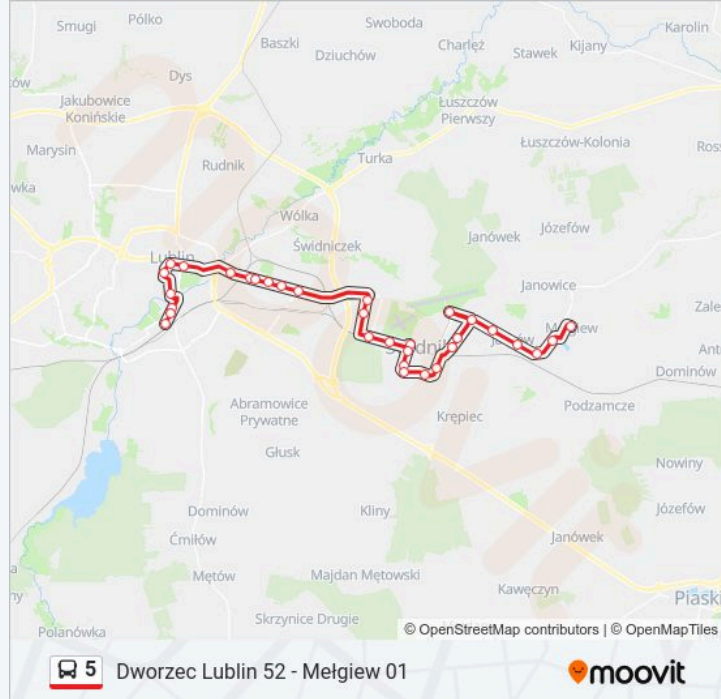 Smugi
Pólko
Swoboda
Karolin
Baszki
Dziuchów
Charlęż
Stawek
Kijany
Dys
Jakubowice
Konińskie
Łuszczów
Pierwszy
Łuszczów-Kolonia
Marysin
Rudnik
Turka
Wólka
Świdniczek
Janówek
Józefów
Lublin
Janowice
Abramowice
Prywatne
Krępiec
Dominów
Podzamcze
Głusk
Nowiny
Dominów
Kliny
Józefów
Ćmiłów
Janówek
Mętów
Majdan Mętowski
Kawęczyn
Piaski
Skrzynice Drugie
Polanówka
© OpenStreetMap contributors | © OpenMapTiles
5 Dworzec Lublin 52 - Mełgiew 01
moovit